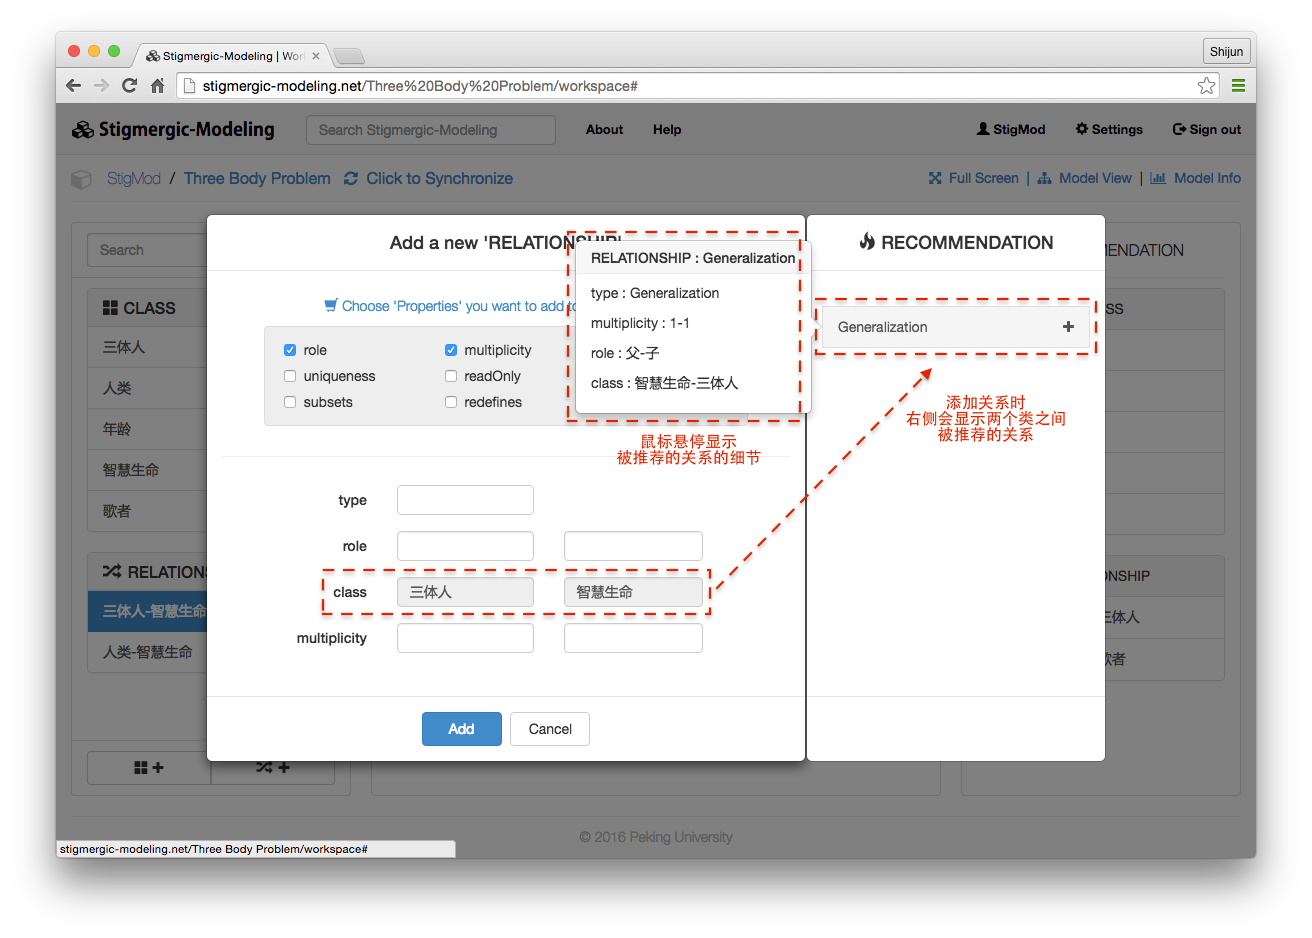 Stigmergic-Modeling | Wor
Shijun
stigmergic-modeling.net/Three%20Body%20Problem/workspace#
Stigmergic-Modeling
Search Stigmergic-Modeling
About
Help
StigMod
Settings
Sign out
StigMod / Three Body Problem
Click to Synchronize
Full Screen |
Model View |
Model Info
Search
CLASS
三体人
人类
年龄
智慧生命
歌者
RELATIONS
三体人-智慧生命
人类-智慧生命
Add a new 'RELATIONSHIP'
Choose 'Properties' you want to add to
role
multiplicity
uniqueness
readOnly
subsets
redefines
RELATIONSHIP : Generalization
type : Generalization
multiplicity : 1-1
role : 父-子
class : 智慧生命-三体人
鼠标悬停显示
被推荐的关系的细节
type
role
class
三体人
智慧生命
multiplicity
Add
Cancel
RECOMMENDATION
Generalization
添加关系时
右侧会显示两个类之间
被推荐的关系
MENDATION
SS
ONSHIP
三体人
歌者
© 2016 Peking University
stigmergic-modeling.net/Three Body Problem/workspace#